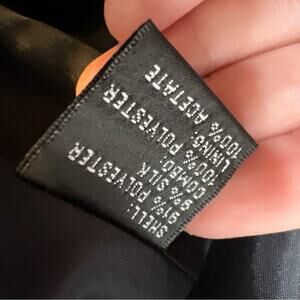 SHELL:
91% POLYESTER
9% SILK
COMBO:
100% POLYESTER
LINING:
100% ACETATE